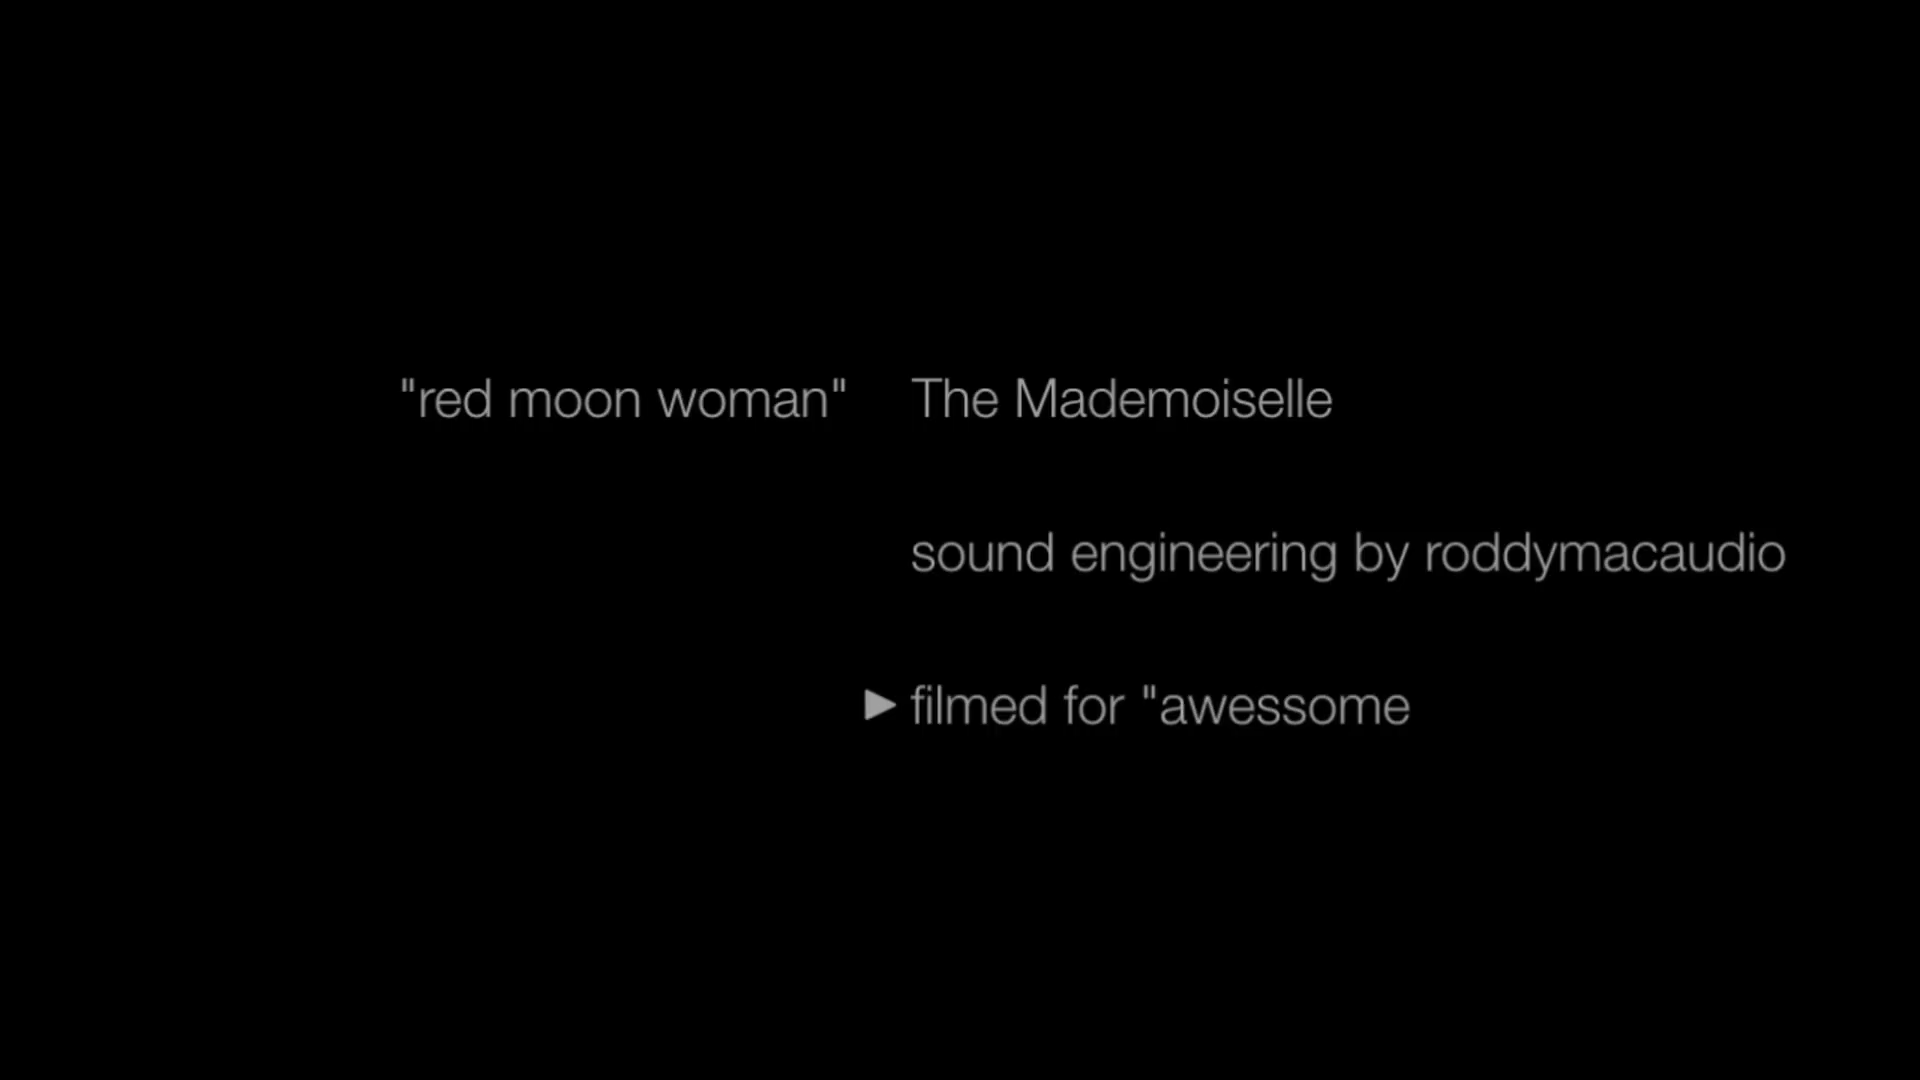 "red moon woman" The Mademoiselle
sound engineering by roddymacaudio
▶ filmed for "awessome